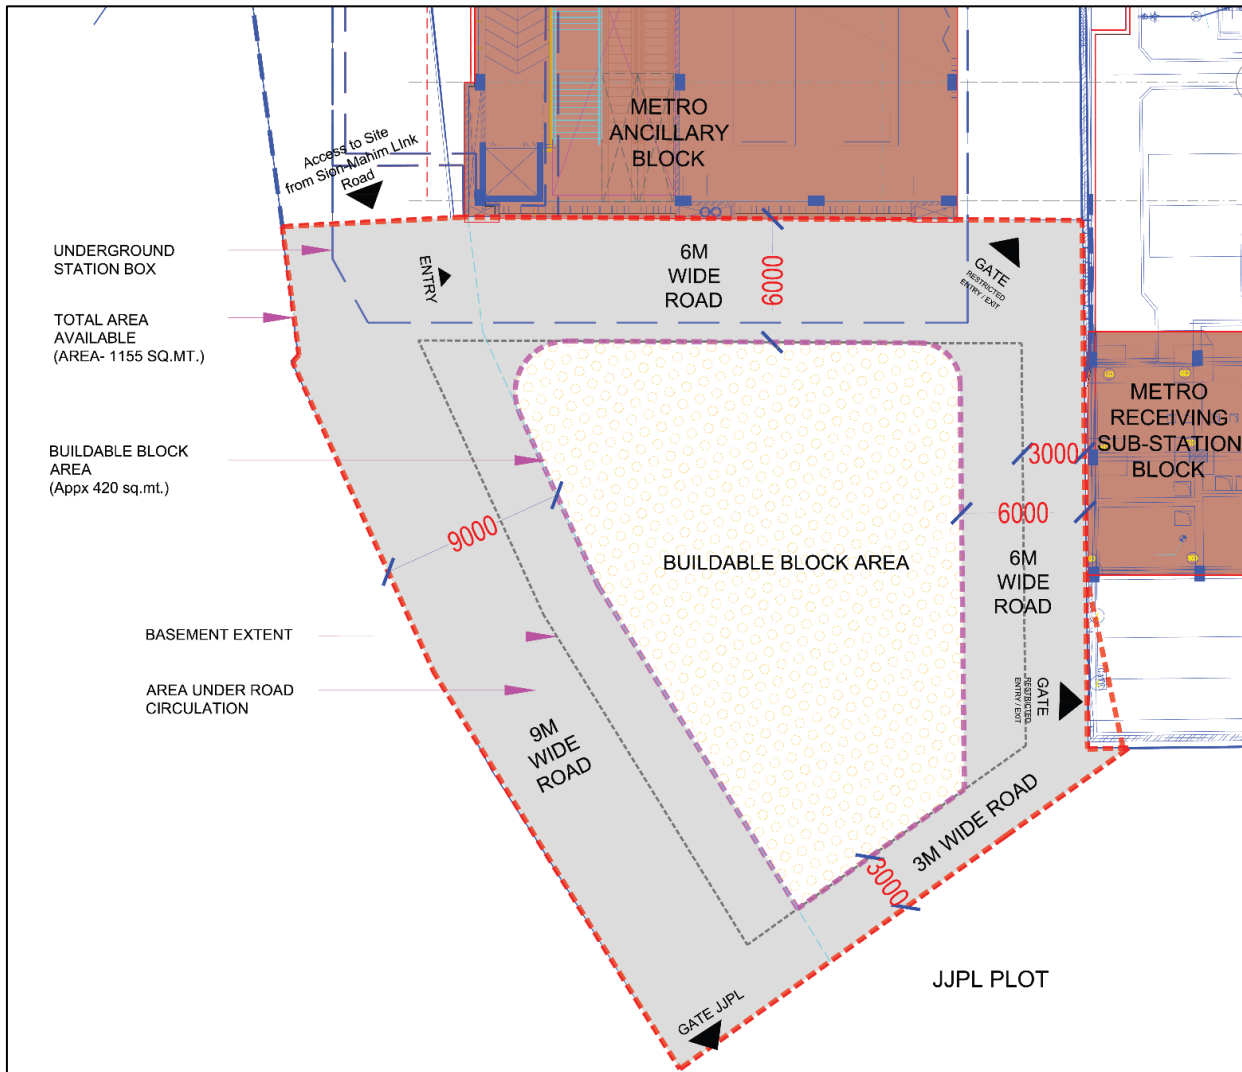 METRO
ANCILLARY
BLOCK
Access to Site
from Sion-Mahim LInk
Road
UNDERGROUND
STATION BOX
ENTRY
6M
WIDE
ROAD
6000
GATE
RESTRICTED
ENTRY / EXIT
TOTAL AREA
AVAILABLE
(AREA- 1155 SQ.MT.)
METRO
RECEIVING
SUB-STATION
BLOCK
BUILDABLE BLOCK
AREA
(Appx 420 sq.mt.)
3000
9000
6000
BUILDABLE BLOCK AREA
6M
WIDE
ROAD
BASEMENT EXTENT
AREA UNDER ROAD
CIRCULATION
GATE
RESTRICTED
ENTRY / EXIT
9M
WIDE
ROAD
3M WIDE ROAD
3000
JJPL PLOT
GATE JJPL